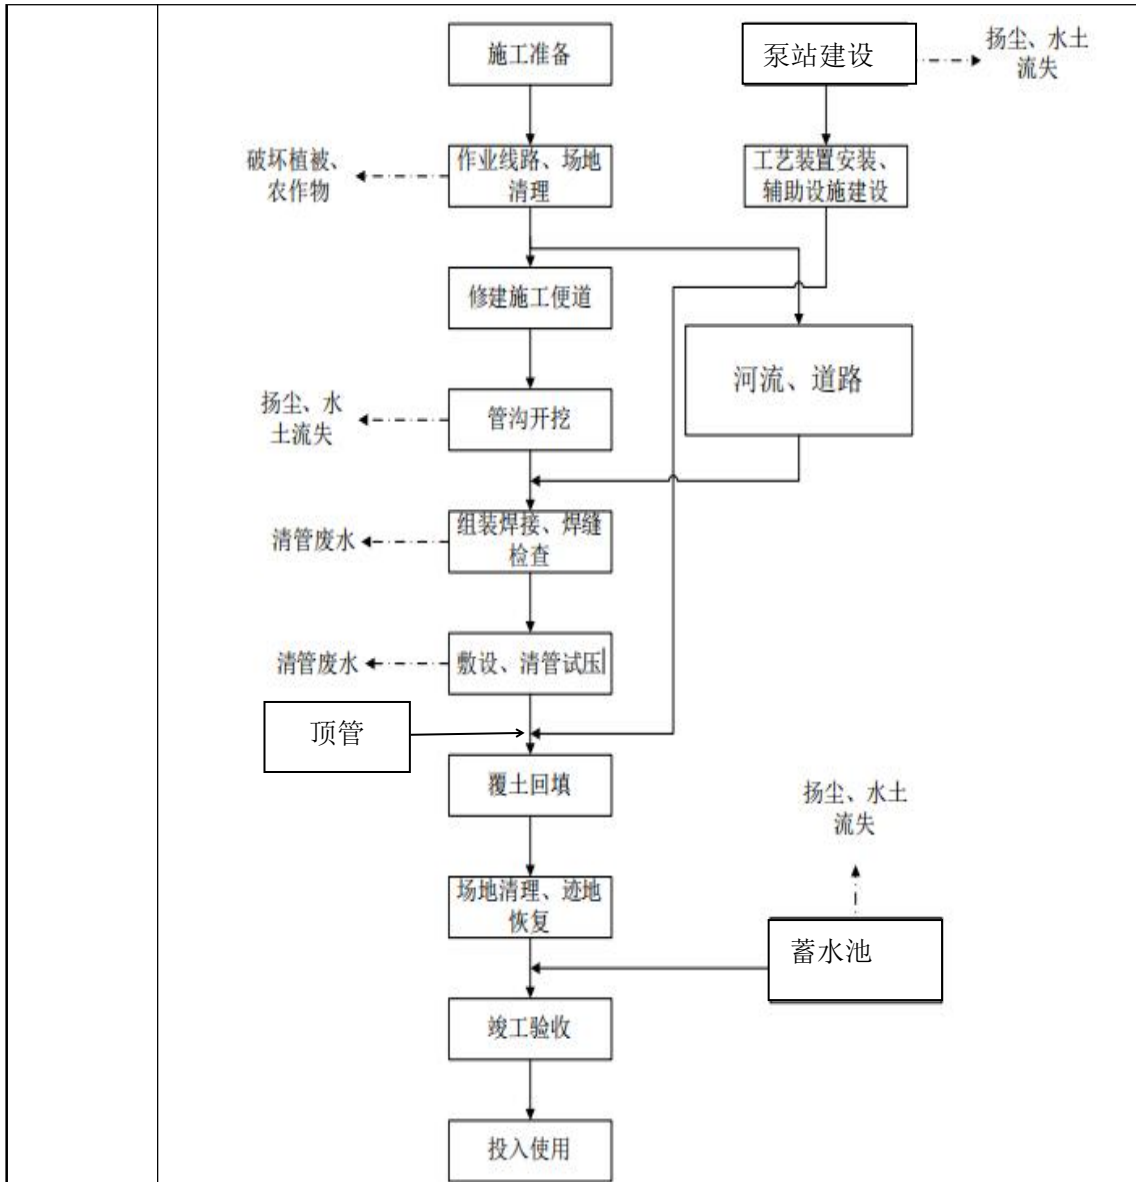 施工准备
泵站建设
扬尘、水土
流失
破坏植被、
农作物
作业线路、场地
清理
工艺装置安装、
辅助设施建设
修建施工便道
河流、道路
扬尘、水
土流失
管沟开挖
清管废水
组装焊接、焊缝
检查
清管废水
敷设、清管试压
顶管
覆土回填
扬尘、水土
流失
场地清理、迹地
恢复
蓄水池
竣工验收
投入使用